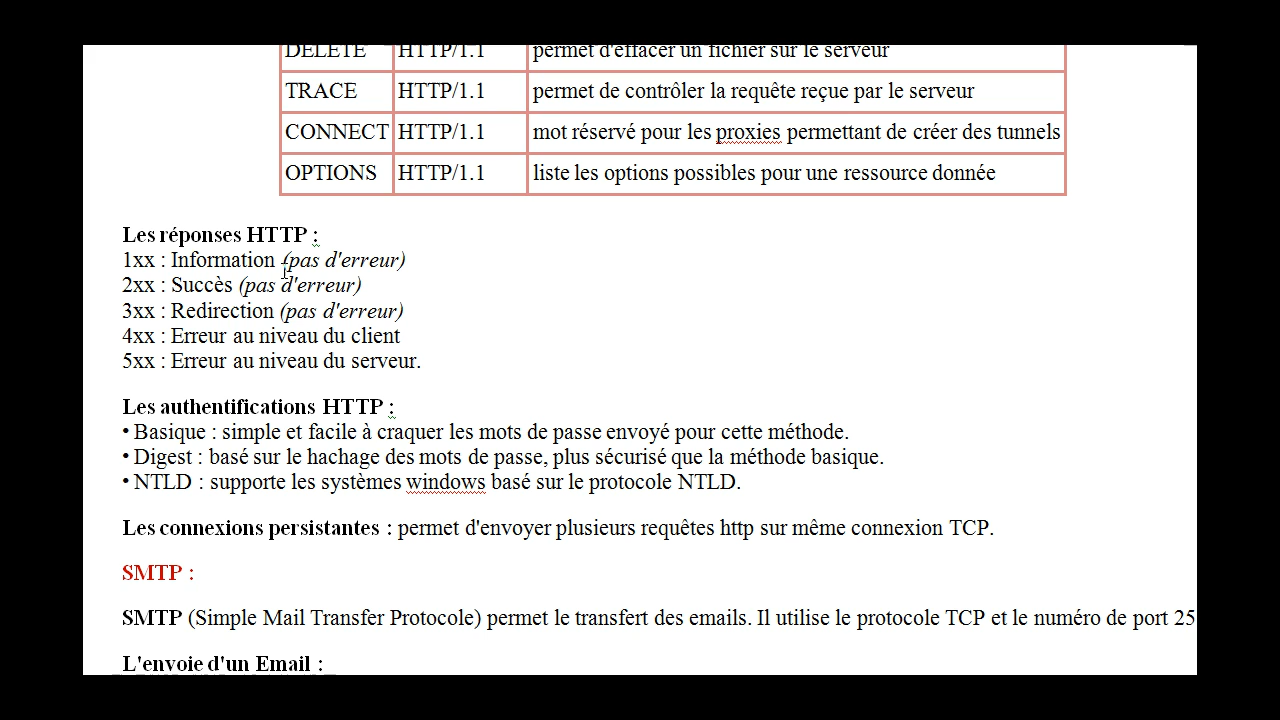 DELETE HTTP/1.1 permet d'effacer un fichier sur le serveur
TRACE HTTP/1.1 permet de contrôler la requête reçue par le serveur
CONNECT HTTP/1.1 mot réservé pour les proxies permettant de créer des tunnels
OPTIONS HTTP/1.1 liste les options possibles pour une ressource donnée
Les réponses HTTP :
1xx : Information (pas d'erreur)
2xx : Succès (pas d'erreur)
3xx : Redirection (pas d'erreur)
4xx : Erreur au niveau du client
5xx : Erreur au niveau du serveur.
Les authentifications HTTP :
• Basique : simple et facile à craquer les mots de passe envoyé pour cette méthode.
• Digest : basé sur le hachage des mots de passe, plus sécurisé que la méthode basique.
• NTLD : supporte les systèmes windows basé sur le protocole NTLD.
Les connexions persistantes : permet d'envoyer plusieurs requêtes http sur même connexion TCP.
SMTP :
SMTP (Simple Mail Transfer Protocole) permet le transfert des emails. Il utilise le protocole TCP et le numéro de port 25
L'envoie d'un Email :